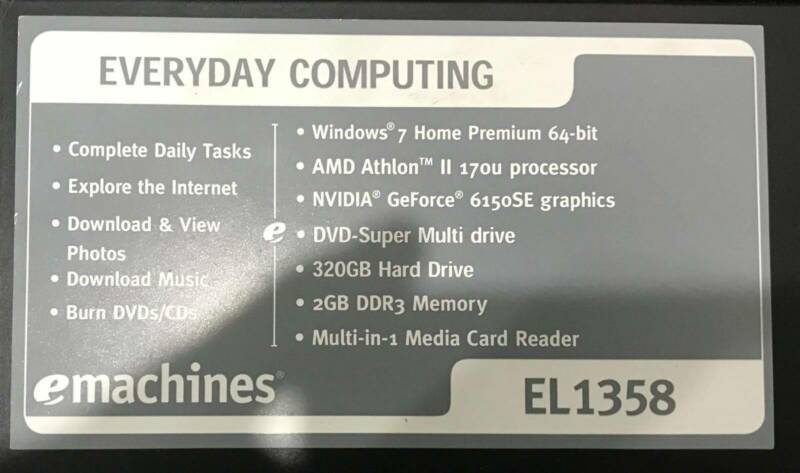 EVERYDAY COMPUTING
• Complete Daily Tasks
• Explore the Internet
• Download & View
Photos
• Download Music
• Burn DVDs/CDs
e
• Windows® 7 Home Premium 64-bit
• AMD Athlon™ II 170u processor
• NVIDIA® GeForce® 6150SE graphics
• DVD-Super Multi drive
• 320GB Hard Drive
• 2GB DDR3 Memory
• Multi-in-1 Media Card Reader
emachines®
EL1358